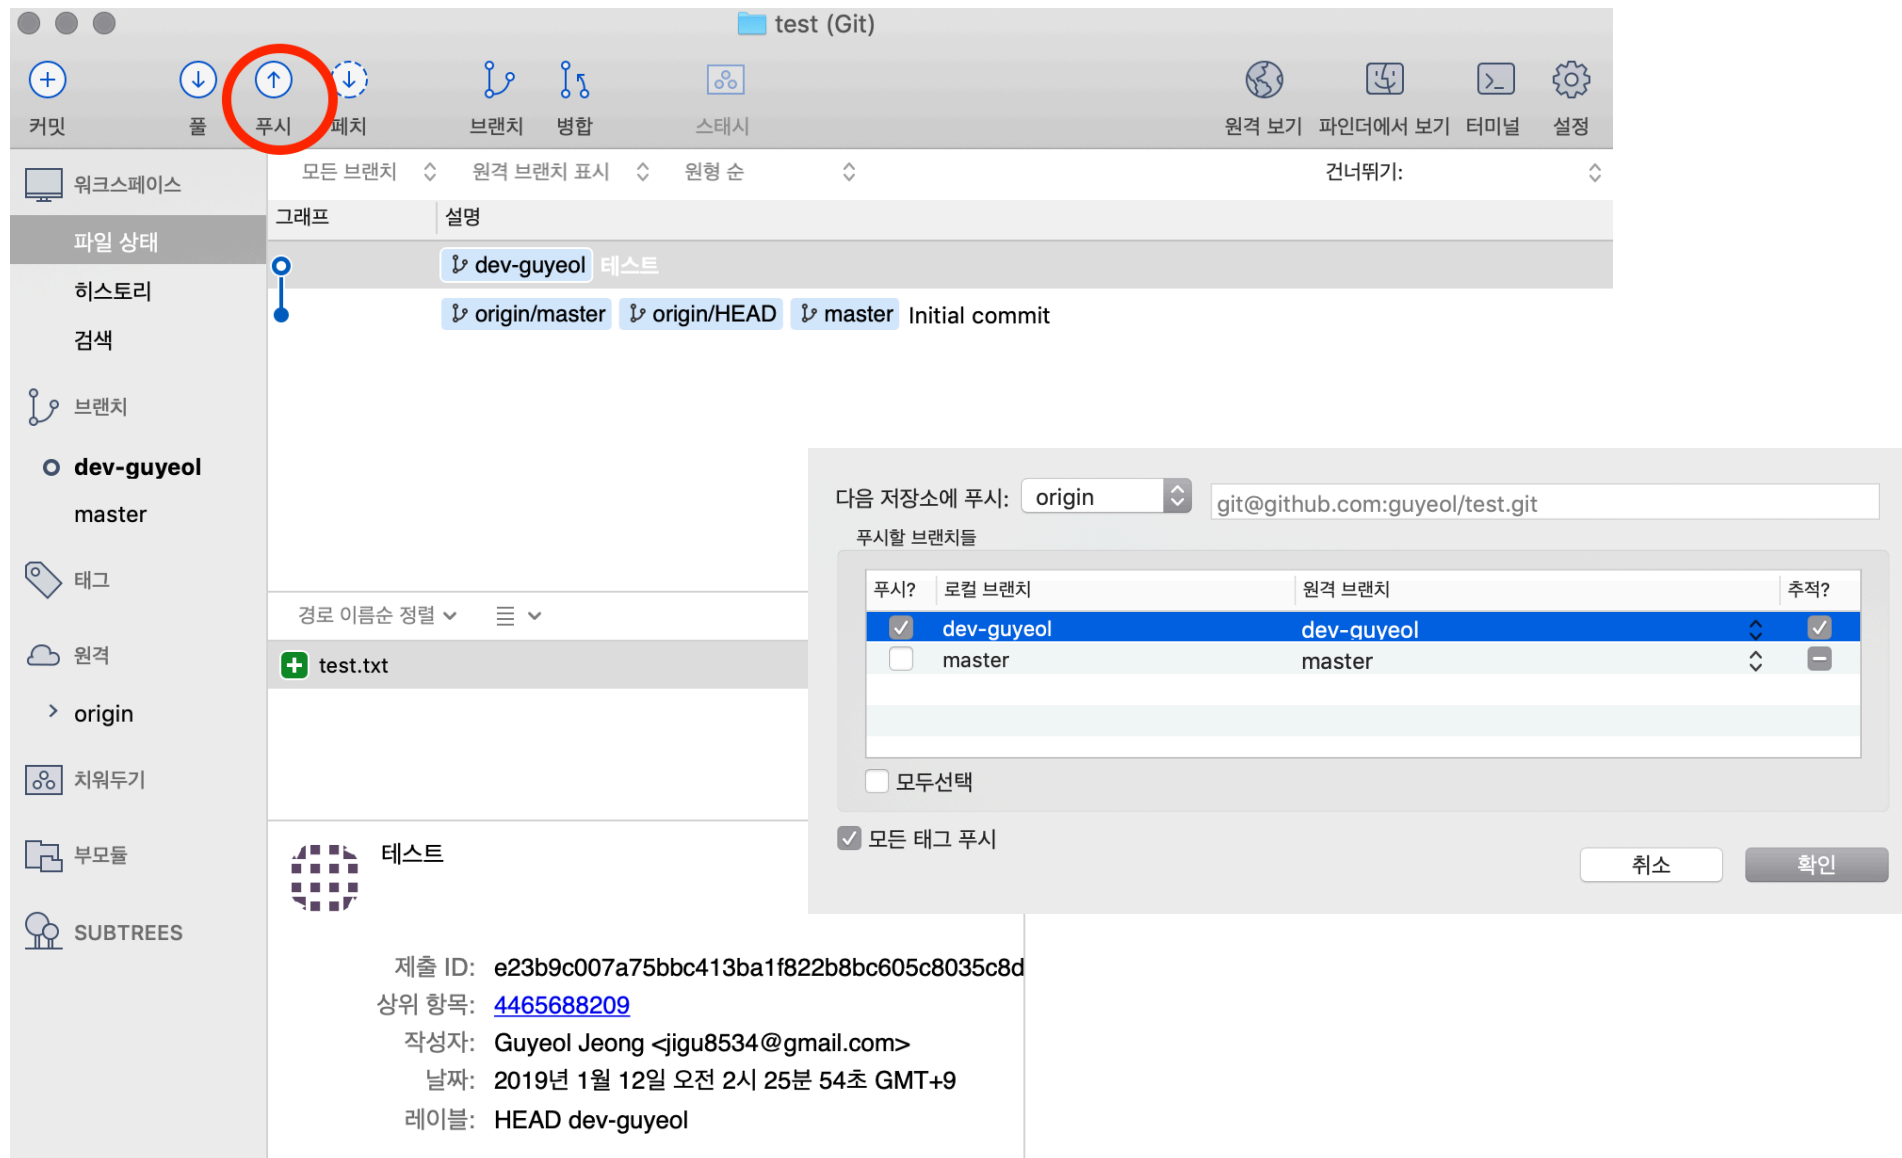 test (Git)
커밋 풀 푸시 페치 브랜치 병합 스태시 원격 보기 파인더에서 보기 터미널 설정
워크스페이스
파일 상태
히스토리
검색
브랜치
dev-guyeol
master
태그
원격
origin
치워두기
부모듈
SUBTREES
모든 브랜치 원격 브랜치 표시 원형 순 건너뛰기:
그래프 설명
dev-guyeol 테스트
origin/master origin/HEAD master Initial commit
경로 이름순 정렬
test.txt
테스트
제출 ID: e23b9c007a75bbc413ba1f822b8bc605c8035c8d
상위 항목: 4465688209
작성자: Guyeol Jeong <jigu8534@gmail.com>
날짜: 2019년 1월 12일 오전 2시 25분 54초 GMT+9
레이블: HEAD dev-guyeol
다음 저장소에 푸시: origin git@github.com:guyeol/test.git
푸시할 브랜치들
푸시? 로컬 브랜치 원격 브랜치 추적?
dev-guyeol dev-guyeol
master master
모두선택
모든 태그 푸시
취소 확인